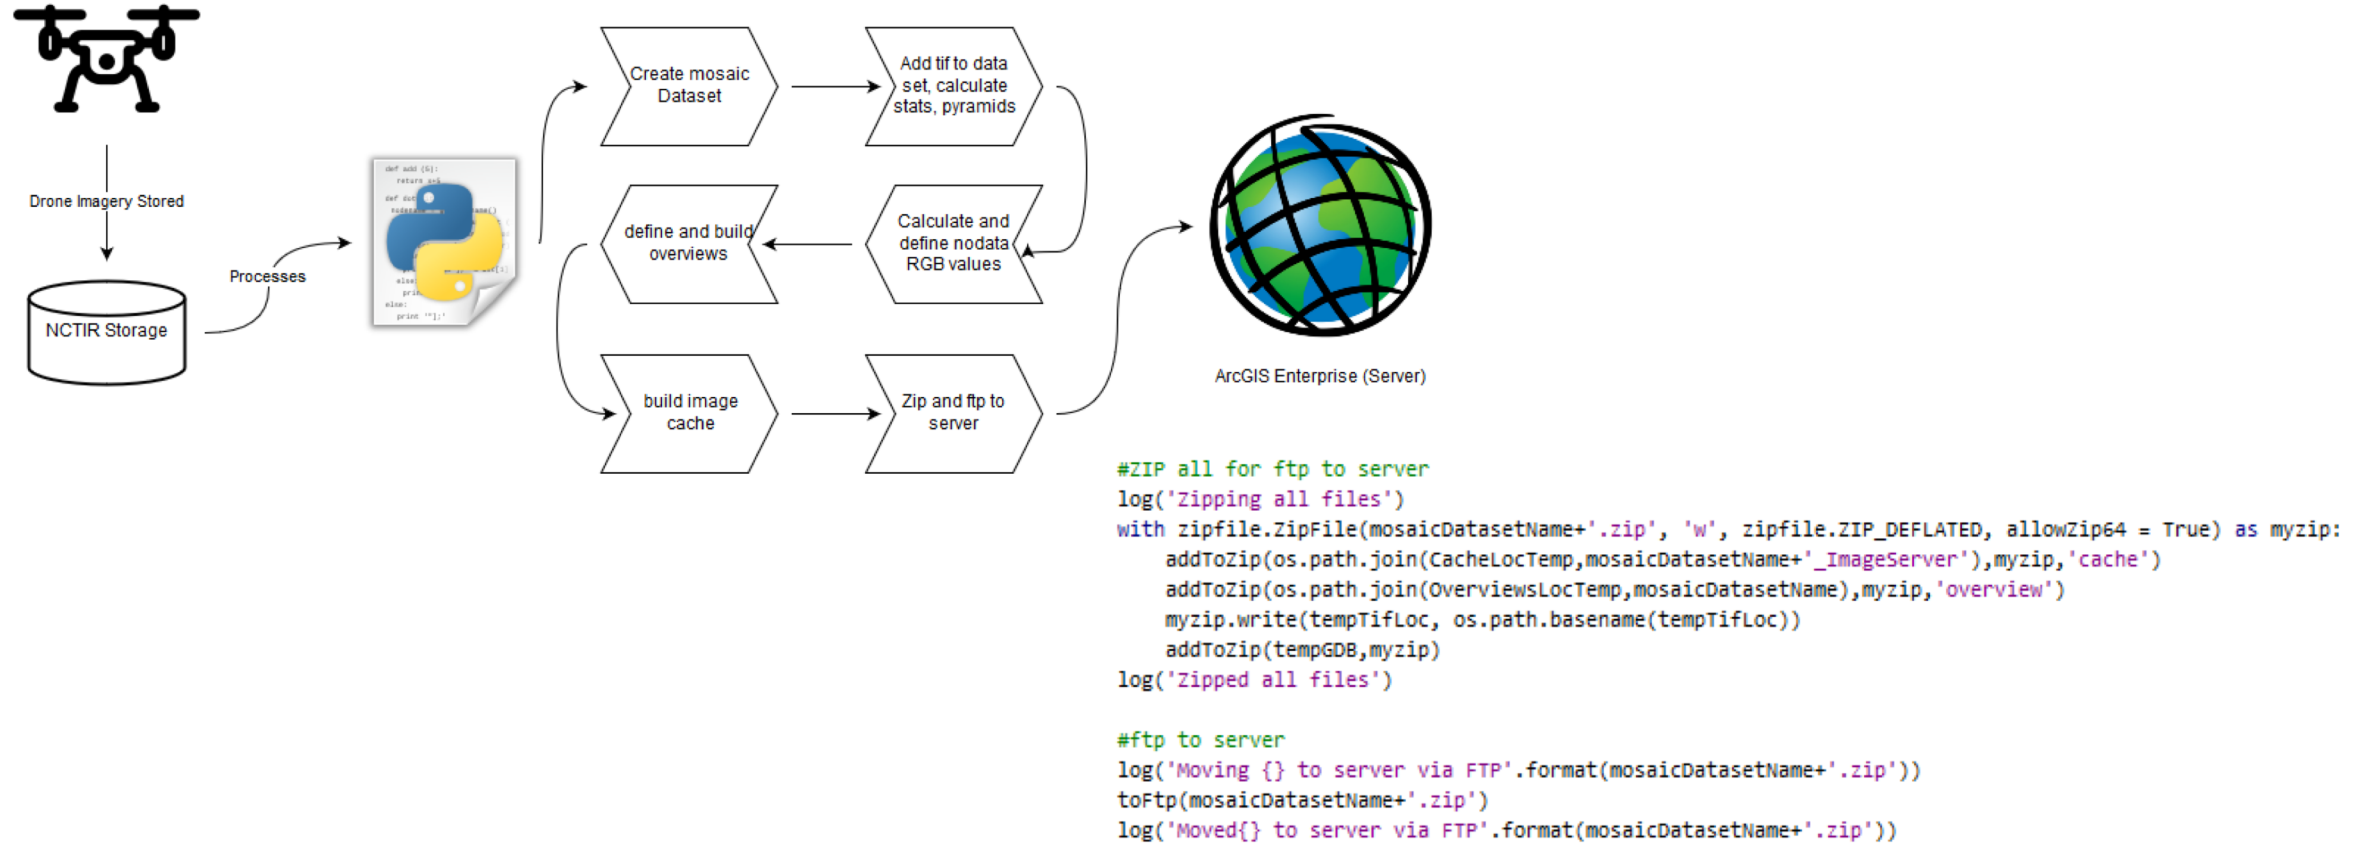 Drone Imagery Stored
NCTIR Storage
Processes
def add (5):
return a+5
Create mosaic
Dataset
Add tif to data
set, calculate
stats, pyramids
Calculate and
define nodata
RGB values
define and build
overviews
build image
cache
Zip and ftp to
server
ArcGIS Enterprise (Server)
#ZIP all for ftp to server
log('Zipping all files')
with zipfile.ZipFile(mosaicDatasetName+'.zip', 'w', zipfile.ZIP_DEFLATED, allowZip64 = True) as myzip:
    addToZip(os.path.join(CacheLocTemp,mosaicDatasetName+'_ImageServer'),myzip,'cache')
    addToZip(os.path.join(OverviewsLocTemp,mosaicDatasetName),myzip,'overview')
    myzip.write(tempTifLoc, os.path.basename(tempTifLoc))
    addToZip(tempGDB,myzip)
log('Zipped all files')
#ftp to server
log('Moving {} to server via FTP'.format(mosaicDatasetName+'.zip'))
toFtp(mosaicDatasetName+'.zip')
log('Moved{} to server via FTP'.format(mosaicDatasetName+'.zip'))